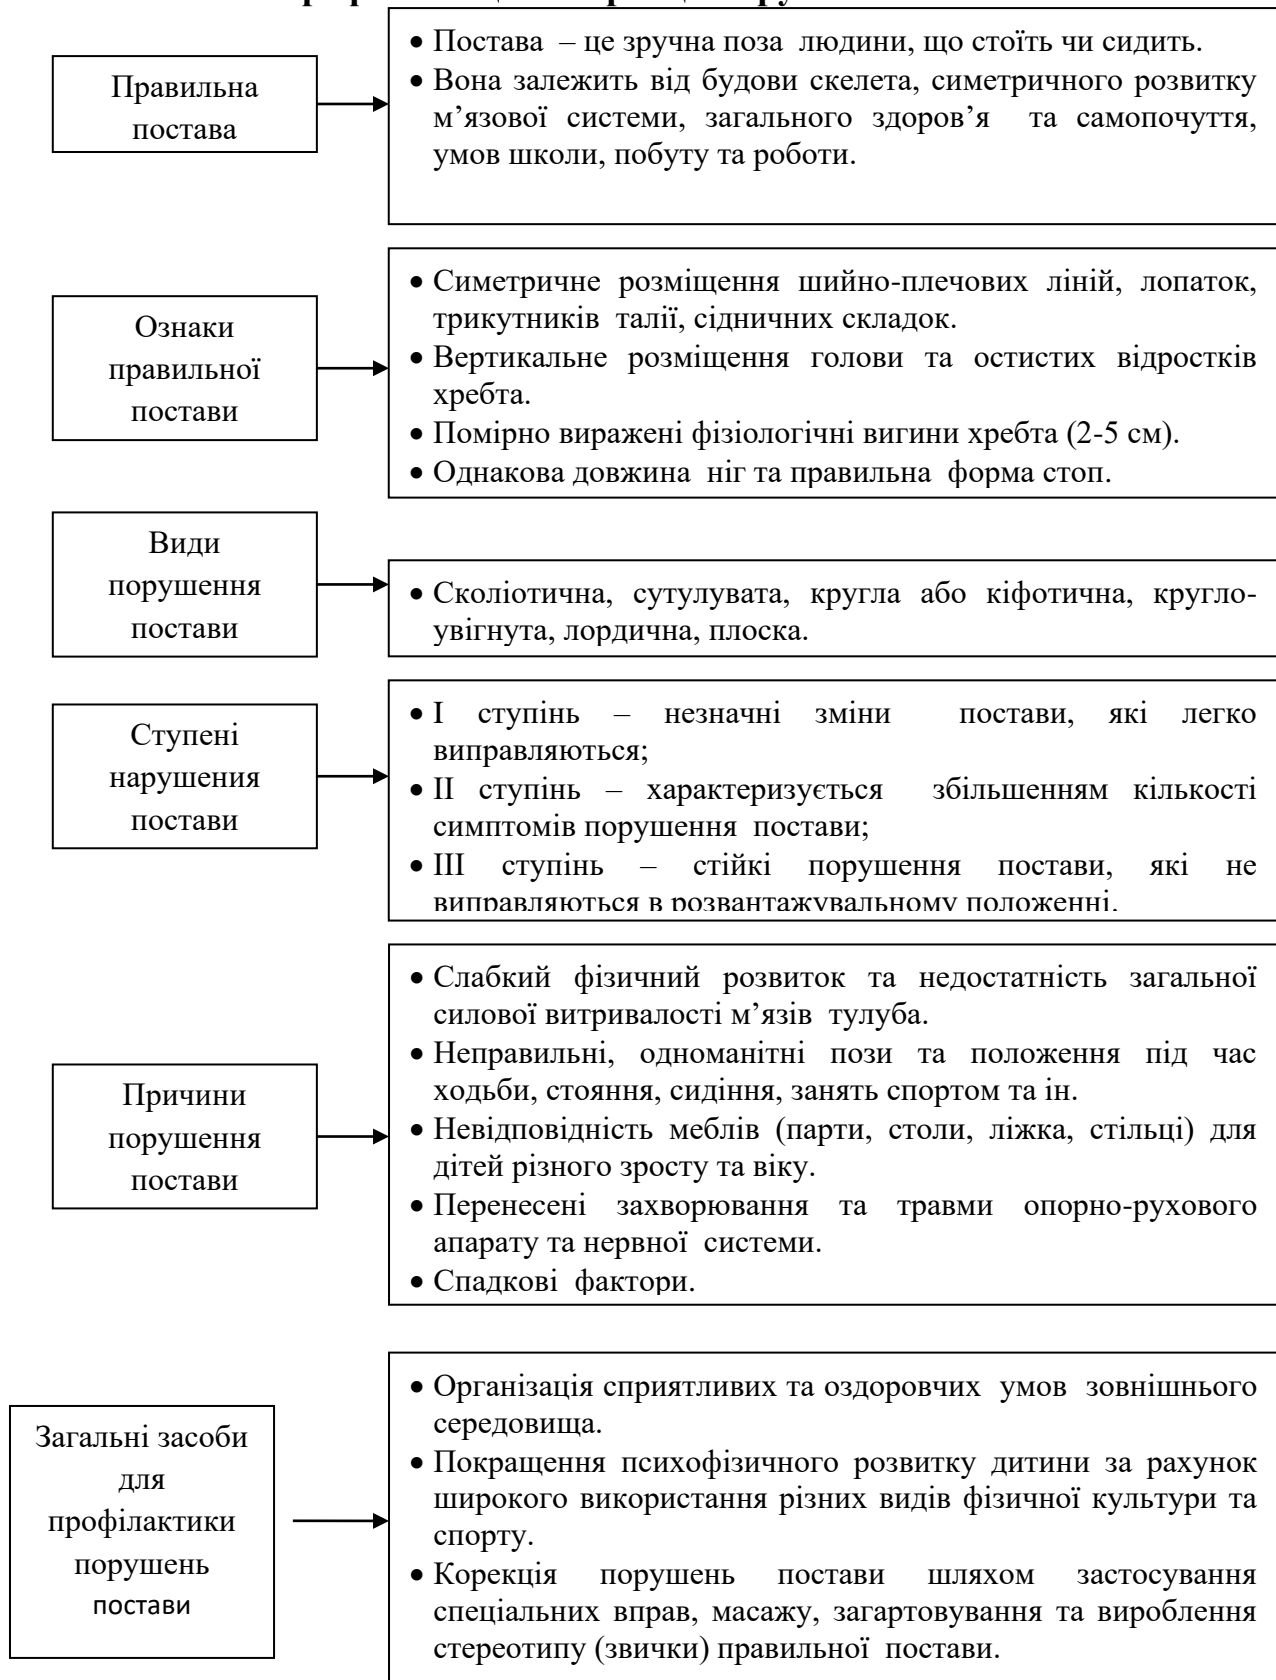 Правильна
постава
• Постава – це зручна поза людини, що стоїть чи сидить.
• Вона залежить від будови скелета, симетричного розвитку
м’язової системи, загального здоров’я та самопочуття,
умов школи, побуту та роботи.
Ознаки
правильної
постави
• Симетричне розміщення шийно-плечових ліній, лопаток,
трикутників талії, сідничних складок.
• Вертикальне розміщення голови та остистих відростків
хребта.
• Помірно виражені фізіологічні вигини хребта (2-5 см).
• Однакова довжина ніг та правильна форма стоп.
Види
порушення
постави
• Сколіотична, сутулувата, кругла або кіфотична, кругло-
увігнута, лордична, плоска.
Ступені
нарушения
постави
• І ступінь – незначні зміни постави, які легко
виправляються;
• ІІ ступінь – характеризується збільшенням кількості
симптомів порушення постави;
• ІІІ ступінь – стійкі порушення постави, які не
виправляються в розвантажувальному положенні.
Причини
порушення
постави
• Слабкий фізичний розвиток та недостатність загальної
силової витривалості м’язів тулуба.
• Неправильні, одноманітні пози та положення під час
ходьби, стояння, сидіння, занять спортом та ін.
• Невідповідність меблів (парти, столи, ліжка, стільці) для
дітей різного зросту та віку.
• Перенесені захворювання та травми опорно-рухового
апарату та нервної системи.
• Спадкові фактори.
Загальні засоби
для
профілактики
порушень
постави
• Організація сприятливих та оздоровчих умов зовнішнього
середовища.
• Покращення психофізичного розвитку дитини за рахунок
широкого використання різних видів фізичної культури та
спорту.
• Корекція порушень постави шляхом застосування
спеціальних вправ, масажу, загартовування та вироблення
стереотипу (звички) правильної постави.